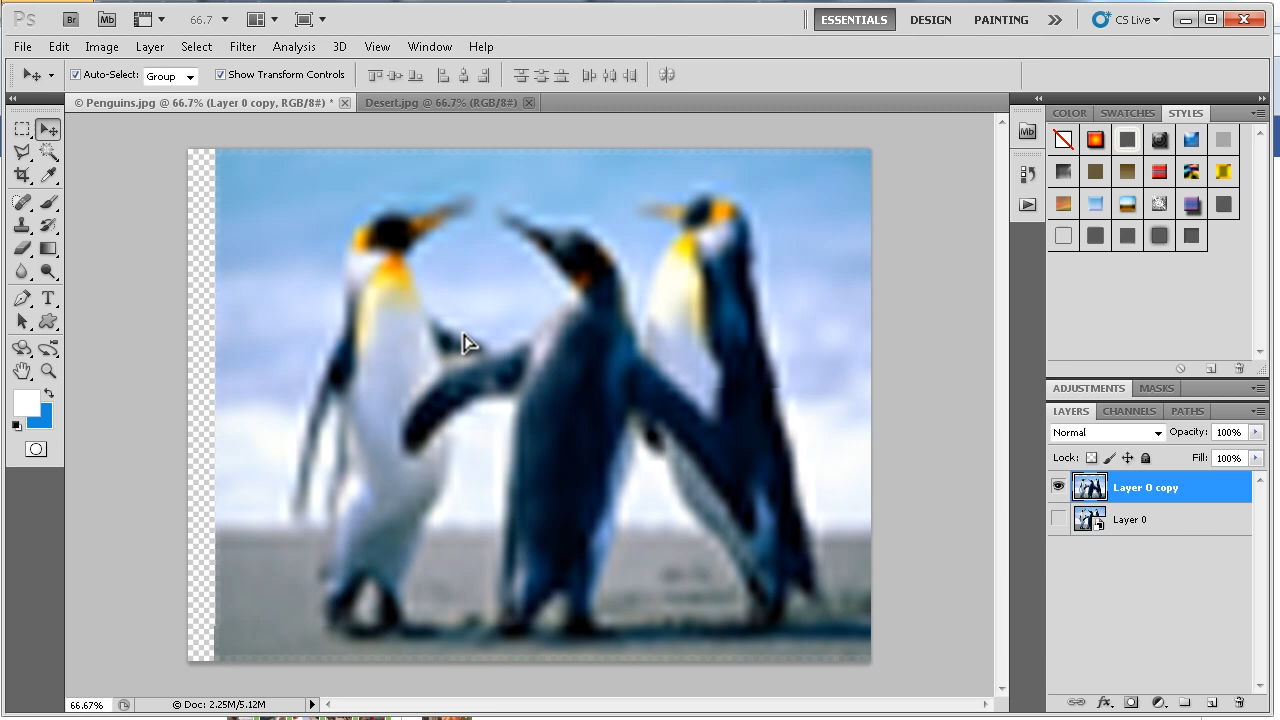 Ps Br Mb 66.7 ESSENTIALS DESIGN PAINTING CS Live
File Edit Image Layer Select Filter Analysis 3D View Window Help
Auto-Select: Group Show Transform Controls
© Penguins.jpg @ 66.7% (Layer 0 copy, RGB/8#) * Desert.jpg @ 66.7% (RGB/8#)
COLOR SWATCHES STYLES
Mb
T
ADJUSTMENTS MASKS
LAYERS CHANNELS PATHS
Normal Opacity: 100%
Lock: Fill: 100%
Layer 0 copy
Layer 0
66.67% © Doc: 2.25M/5.12M
fx